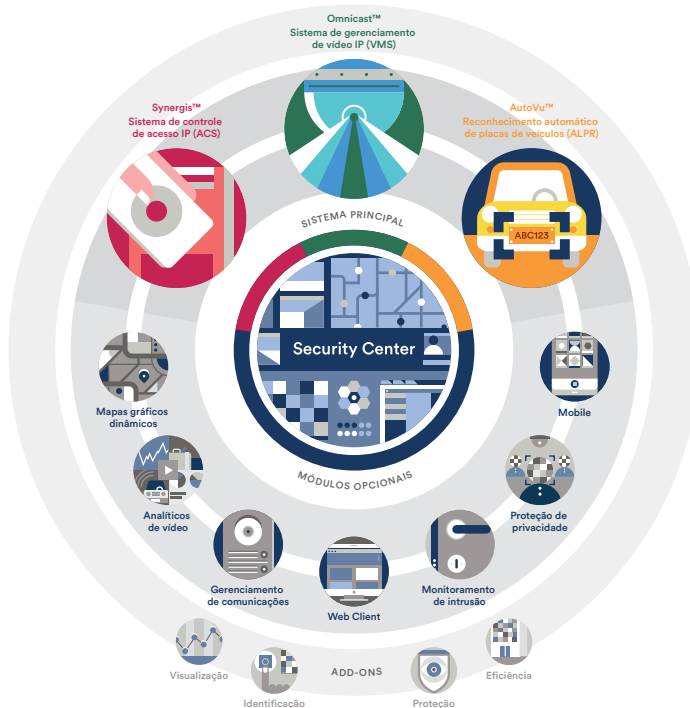 Omnicast™
Sistema de gerenciamento
de vídeo IP (VMS)
Synergis™
Sistema de controle
de acesso IP (ACS)
AutoVu™
Reconhecimento automático
de placas de veículos (ALPR)
ABC123
SISTEMA PRINCIPAL
Security Center
MÓDULOS OPCIONAIS
Mapas gráficos
dinâmicos
Mobile
Analíticos
de vídeo
Proteção de
privacidade
Gerenciamento
de comunicações
Monitoramento
de intrusão
Web Client
Visualização
Identificação
ADD-ONS
Proteção
Eficiência